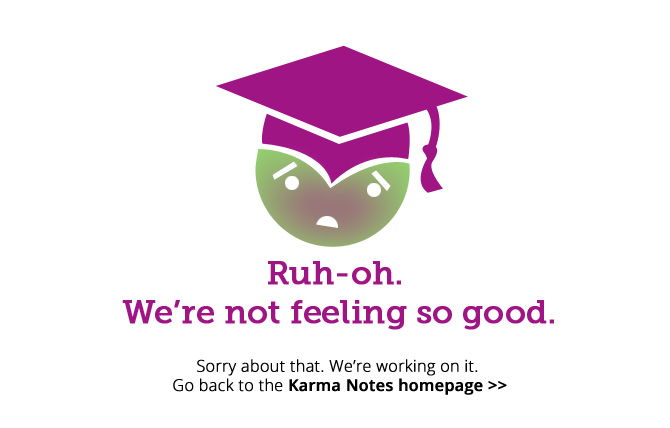 Ruh-oh.
We’re not feeling so good.
Sorry about that. We’re working on it.
Go back to the Karma Notes homepage >>